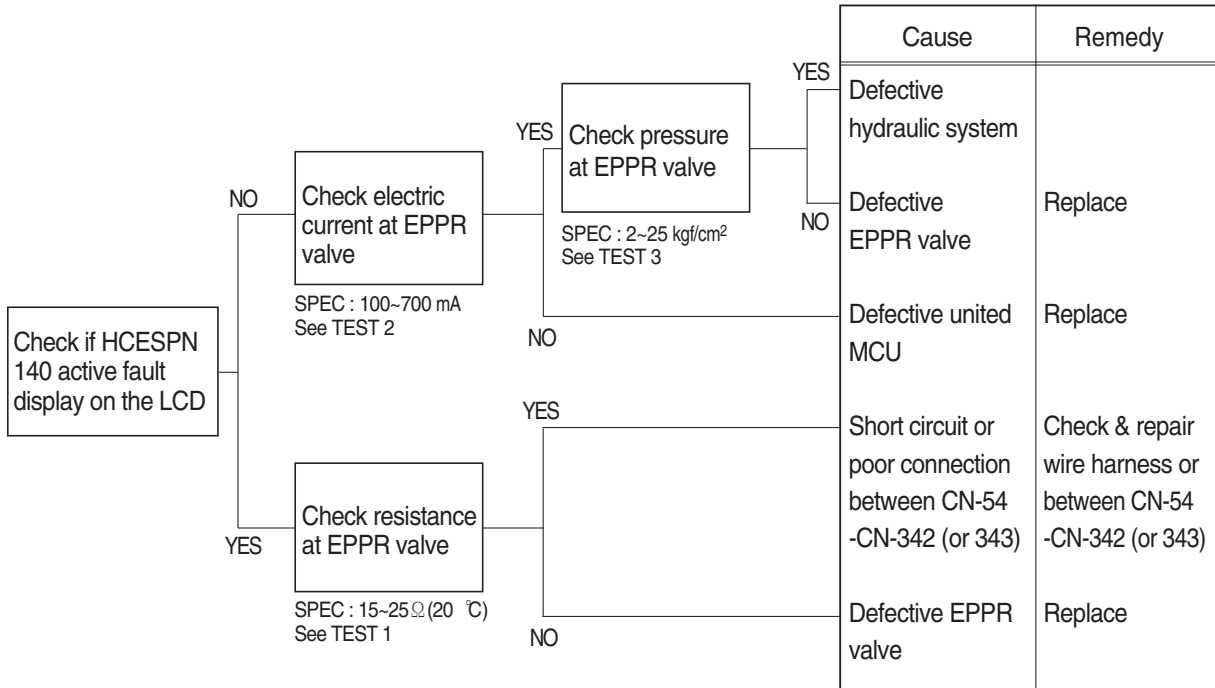 Cause
Remedy
YES
Defective
hydraulic system
YES
Check pressure
at EPPR valve
NO
Check electric
current at EPPR
valve
NO
Defective
EPPR valve
Replace
SPEC : 2~25 kgf/cm²
See TEST 3
SPEC : 100~700 mA
See TEST 2
NO
Defective united
MCU
Replace
Check if HCESPN
140 active fault
display on the LCD
YES
Short circuit or
poor connection
between CN-54
-CN-342 (or 343)
Check & repair
wire harness or
between CN-54
-CN-342 (or 343)
YES
Check resistance
at EPPR valve
SPEC : 15~25Ω(20 ℃)
See TEST 1
NO
Defective EPPR
valve
Replace